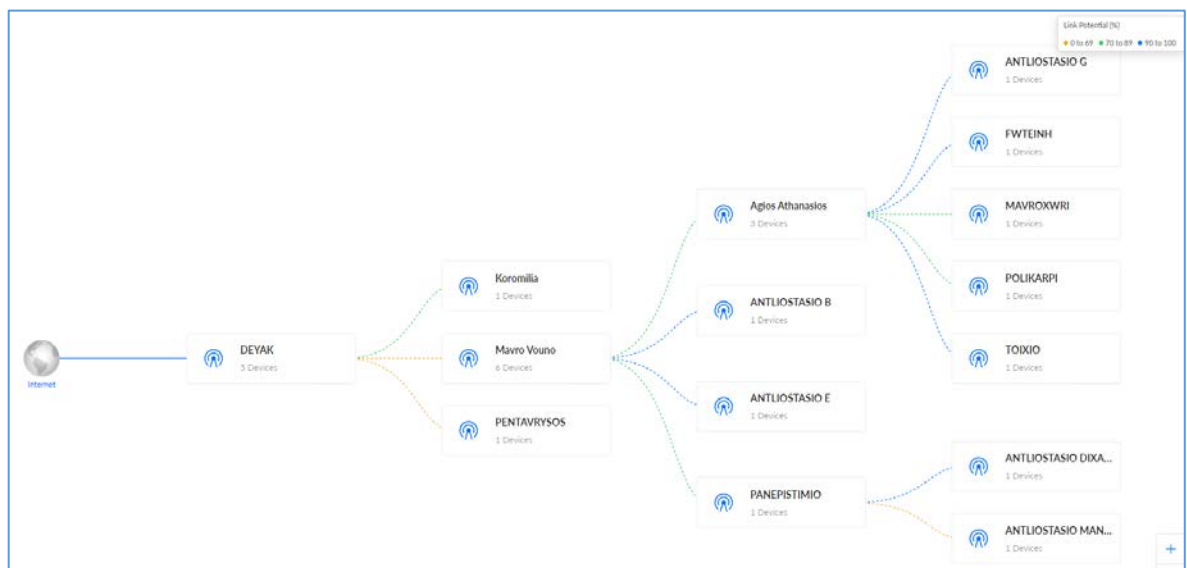 Link Potential (%)
0 to 69 70 to 89 90 to 100
ANTLIOSTASIO G
1 Devices
FWTEINH
1 Devices
Agios Athanasios
3 Devices
MAVROXWRI
1 Devices
Koromilia
1 Devices
POLIKARPI
1 Devices
ANTLIOSTASIO B
1 Devices
DEYAK
3 Devices
Internet
Mavro Vouno
6 Devices
TOIXIO
1 Devices
ANTLIOSTASIO E
1 Devices
PENTAVRYSOS
1 Devices
ANTLIOSTASIO DIXA...
1 Devices
PANEPISTIMIO
1 Devices
ANTLIOSTASIO MAN...
1 Devices